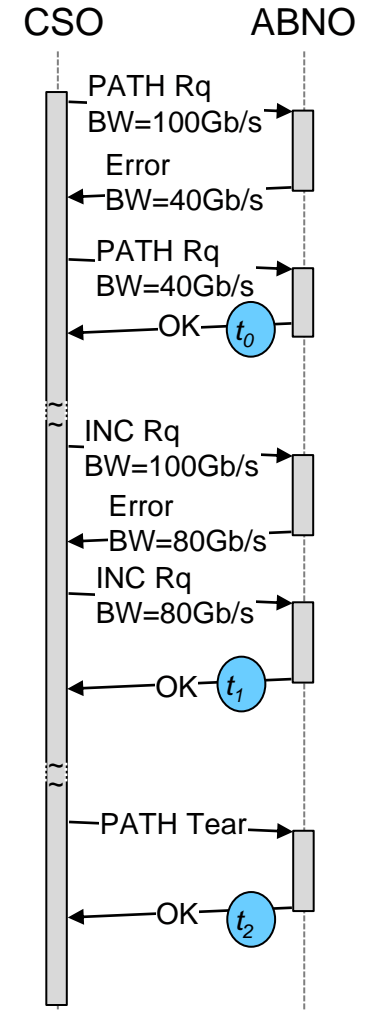 CSO
ABNO
PATH Rq
BW=100Gb/s
Error
BW=40Gb/s
PATH Rq
BW=40Gb/s
OK
t0
~
~
INC Rq
BW=100Gb/s
Error
BW=80Gb/s
INC Rq
BW=80Gb/s
OK
t1
~
~
PATH Tear
OK
t2